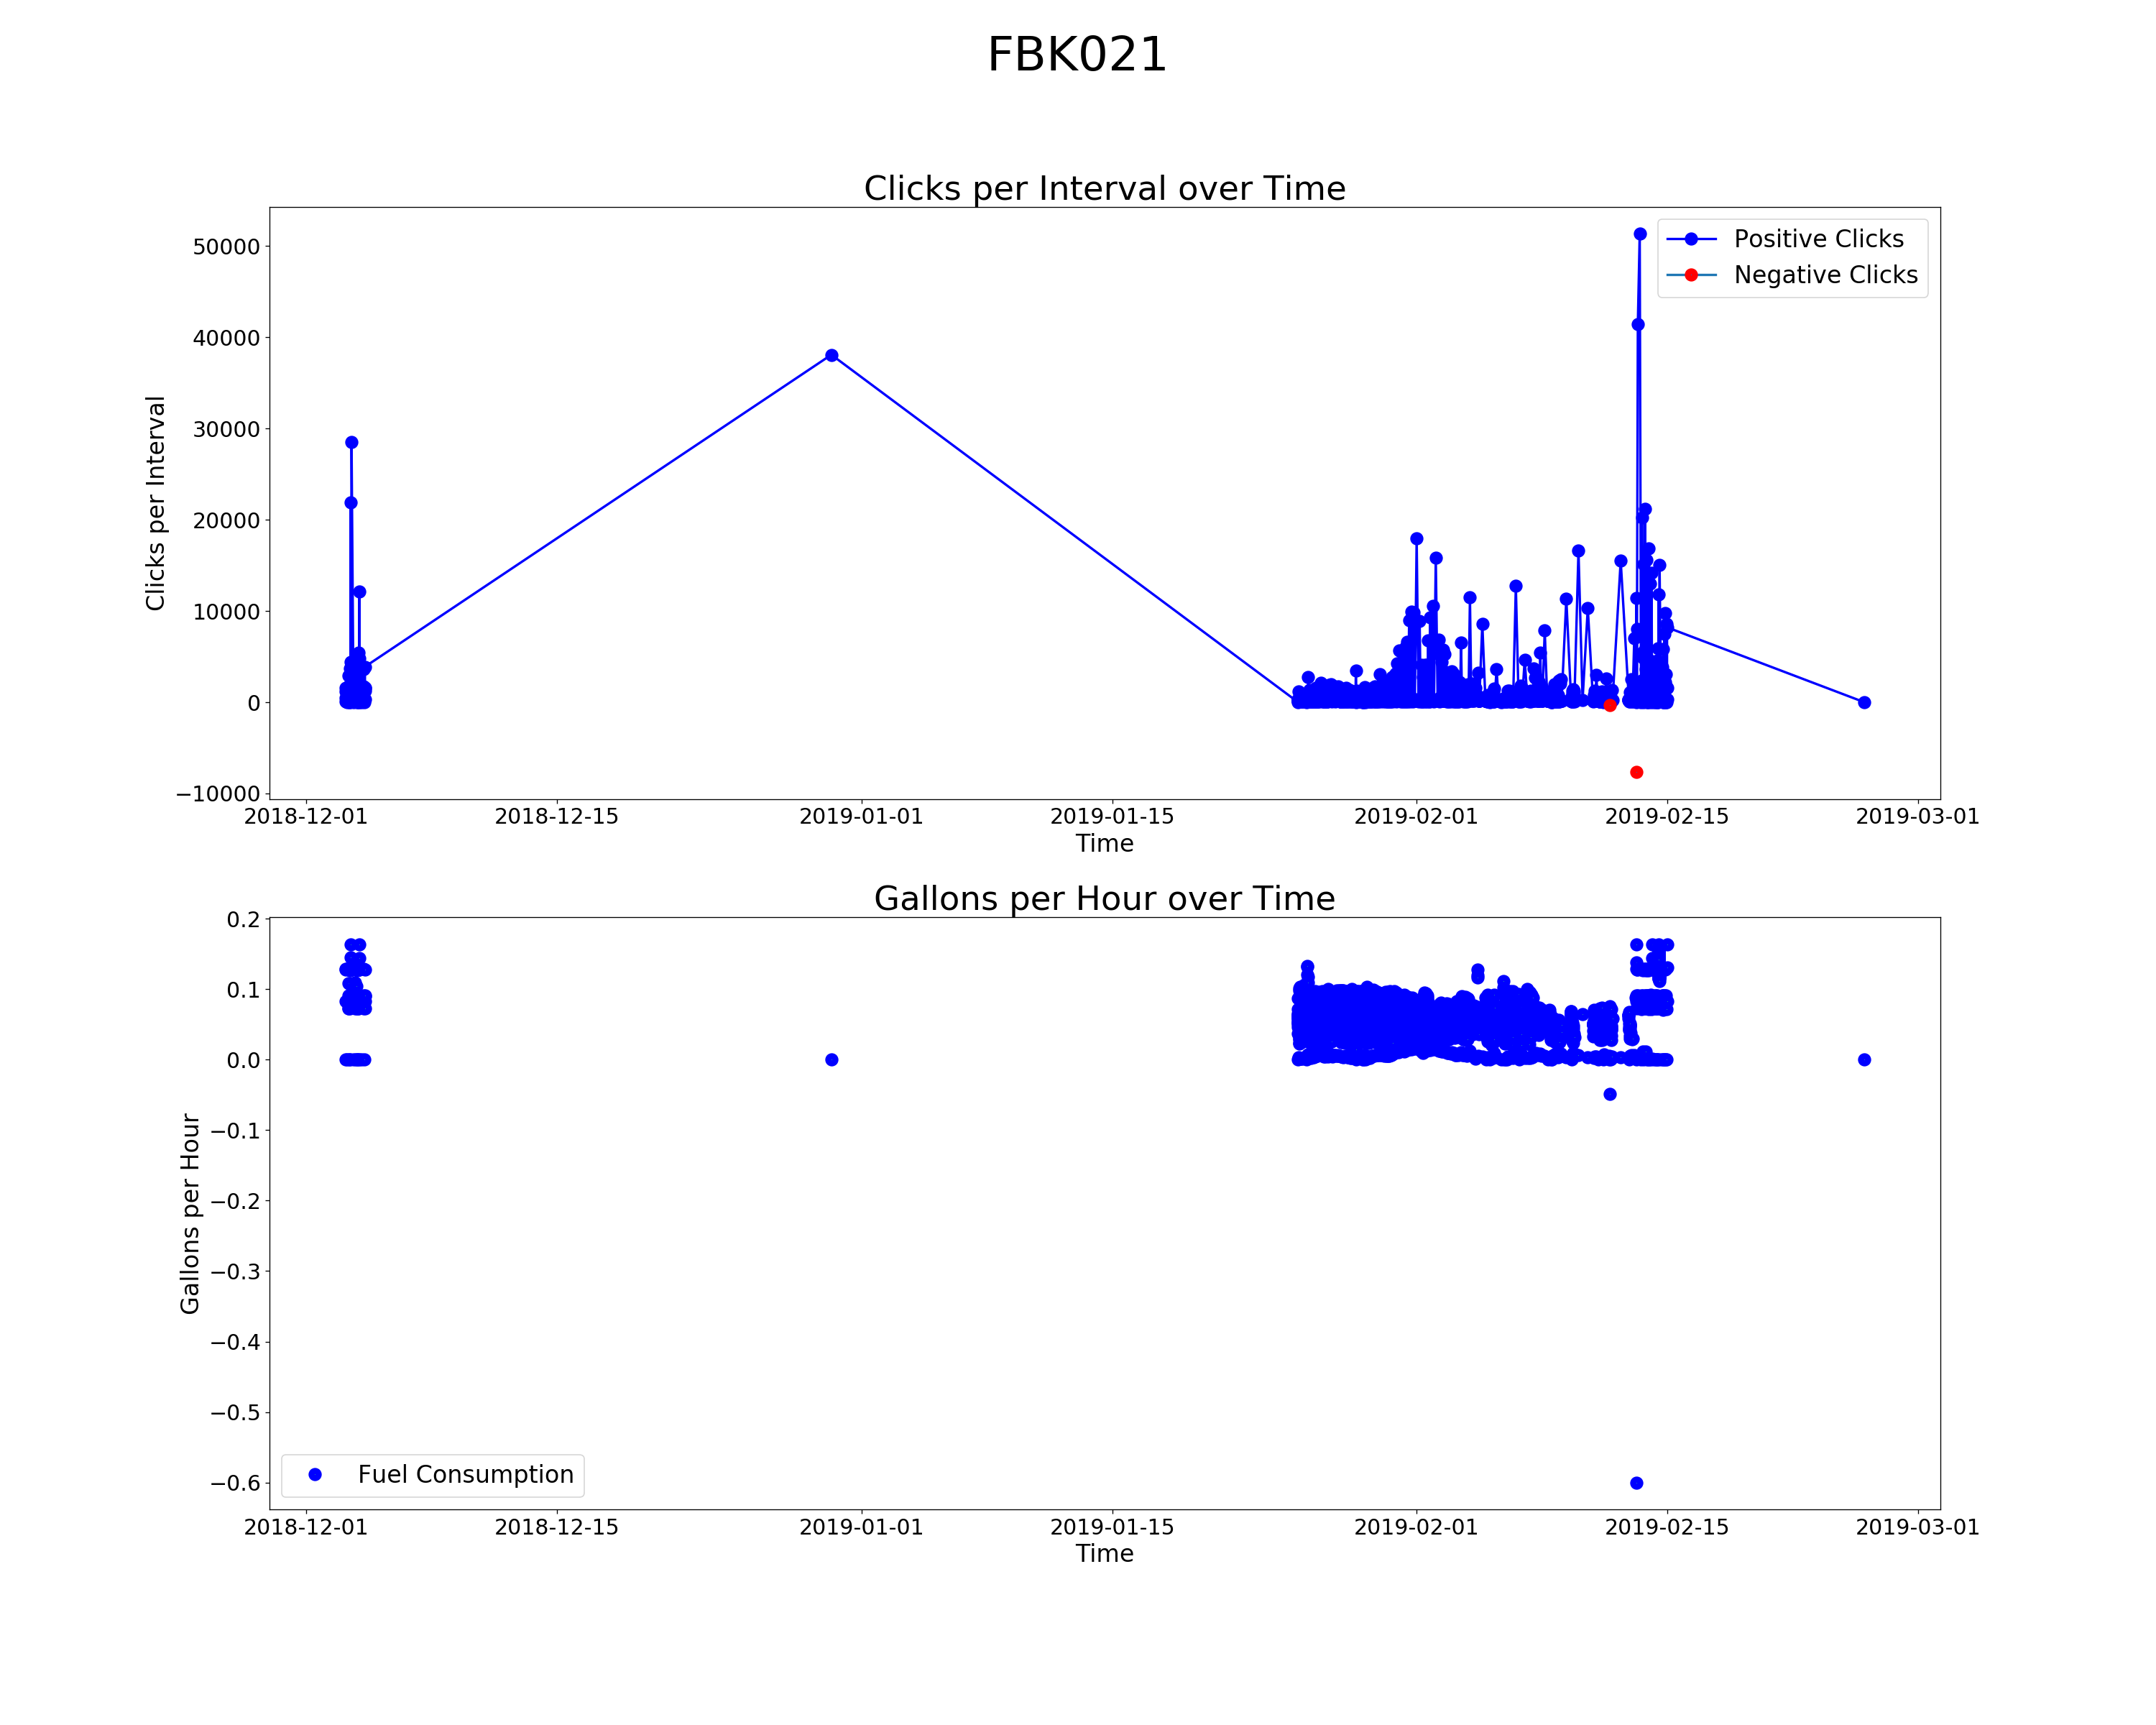 FBK021
Clicks per Interval over Time
Clicks per Interval
50000
40000
30000
20000
10000
0
−10000
Positive Clicks
Negative Clicks
2018-12-01 2018-12-15 2019-01-01 2019-01-15 2019-02-01 2019-02-15 2019-03-01
Time
Gallons per Hour over Time
Gallons per Hour
0.2
0.1
0.0
−0.1
−0.2
−0.3
−0.4
−0.5
−0.6
Fuel Consumption
2018-12-01 2018-12-15 2019-01-01 2019-01-15 2019-02-01 2019-02-15 2019-03-01
Time